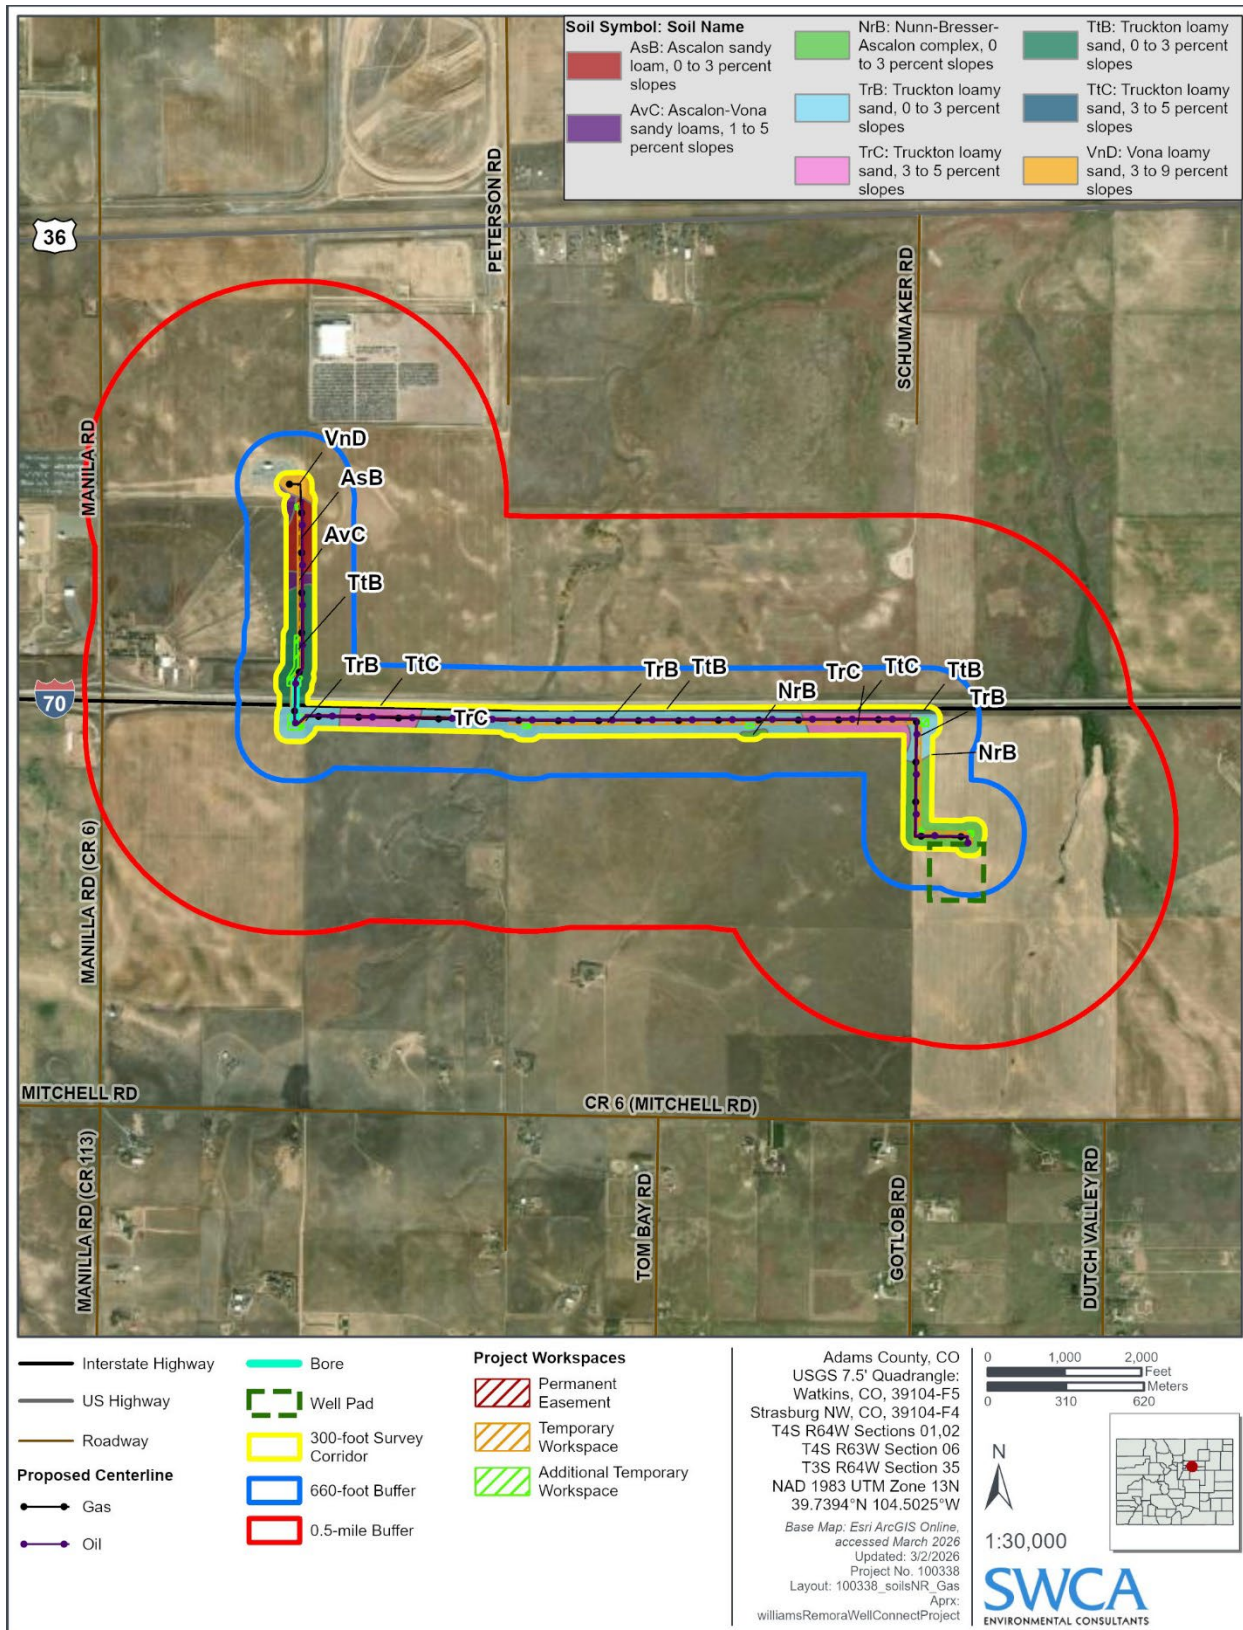 Soil Symbol: Soil Name
AsB: Ascalon sandy
loam, 0 to 3 percent
slopes
AvC: Ascalon-Vona
sandy loams, 1 to 5
percent slopes
NrB: Nunn-Bresser-
Ascalon complex, 0
to 3 percent slopes
TrB: Truckton loamy
sand, 0 to 3 percent
slopes
TrC: Truckton loamy
sand, 3 to 5 percent
slopes
TtB: Truckton loamy
sand, 0 to 3 percent
slopes
TtC: Truckton loamy
sand, 3 to 5 percent
slopes
VnD: Vona loamy
sand, 3 to 9 percent
slopes
36
PETERSON RD
SCHUMAKER RD
MANILA RD
VnD
AsB
AvC
TtB
TrB
TtC
TrC
TrB
TtB
NrB
TrC
TtC
TtB
TrB
NrB
70
MANILLA RD (CR 6)
MITCHELL RD
CR 6 (MITCHELL RD)
MANILLA RD (CR 113)
TOM BAY RD
GOTLOB RD
DUTCH VALLEY RD
Interstate Highway
US Highway
Roadway
Proposed Centerline
Gas
Oil
Bore
Well Pad
300-foot Survey
Corridor
660-foot Buffer
0.5-mile Buffer
Project Workspaces
Permanent
Easement
Temporary
Workspace
Additional Temporary
Workspace
Adams County, CO
USGS 7.5' Quadrangle:
Watkins, CO, 39104-F5
Strasburg NW, CO, 39104-F4
T4S R64W Sections 01,02
T4S R63W Section 06
T3S R64W Section 35
NAD 1983 UTM Zone 13N
39.7394°N 104.5025°W
Base Map: Esri ArcGIS Online,
accessed March 2026
Updated: 3/2/2026
Project No. 100338
Layout: 100338_soilsNR_Gas
Aprx:
williamsRemoraWellConnectProject
0 1,000 2,000
Feet
Meters
0 310 620
N
1:30,000
SWCA
ENVIRONMENTAL CONSULTANTS